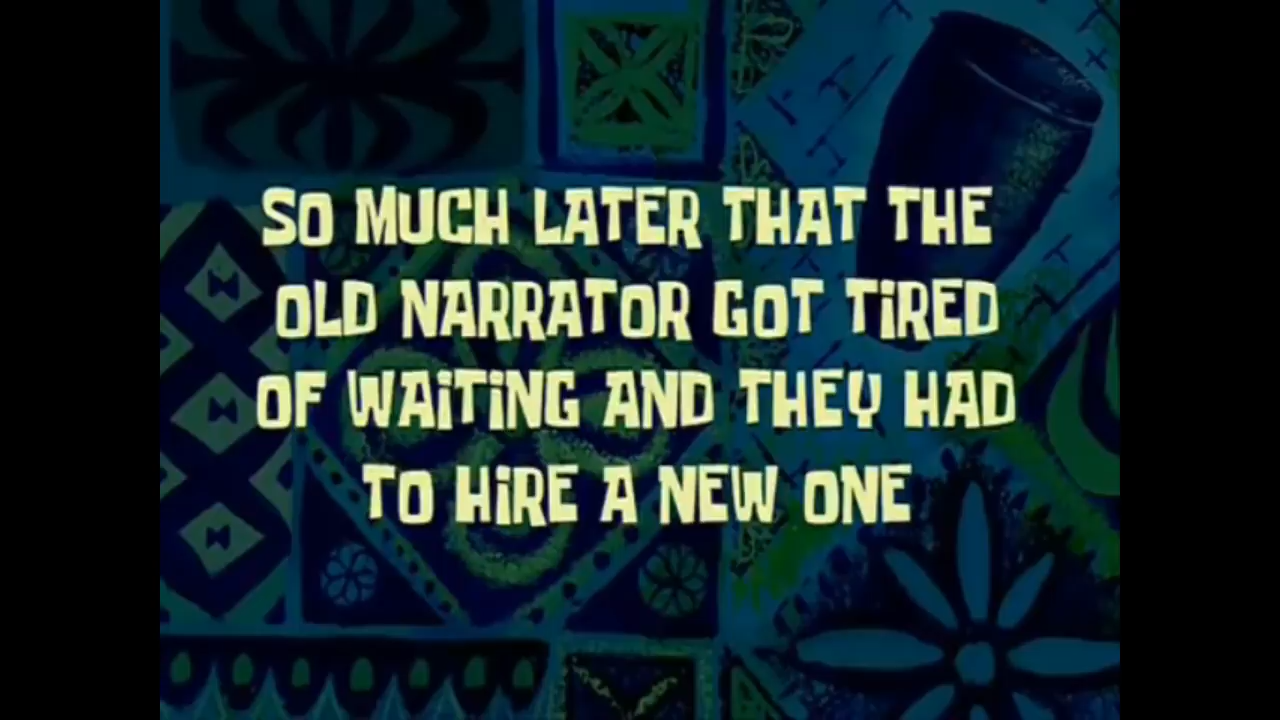 SO MUCH LATER THAT THE
OLD NARRATOR GOT TiRED
OF WAiTiNG AND THEY HAD
TO HiRE A NEW ONE